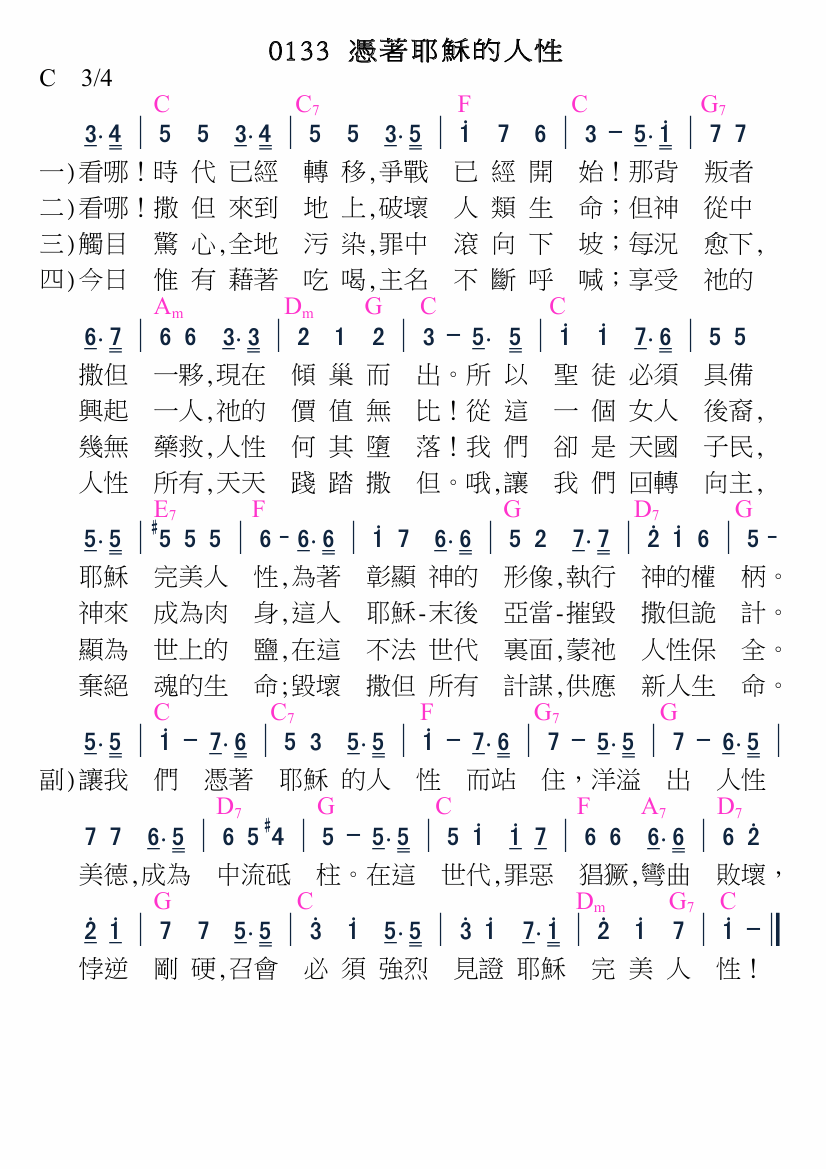 0133 憑著耶穌的人性
C 3/4
C C7 F C G7
3. 4 | 5 5 3. 4 | 5 5 3. 5 | i 7 6 | 3 - 5. i | 7 7
一)看哪!時代已經 轉移,爭戰 已經開 始!那背 叛者
二)看哪!撒但來到 地上,破壞 人類生 命;但神 從中
三)觸目 驚心,全地 污染,罪中 滾向下 坡;每況 愈下,
四)今日 惟有藉著 吃喝,主名 不斷呼 喊;享受 祂的
Am Dm G C C
6. 7 | 6 6 3. 3 | 2 1 2 | 3 - 5. 5 | i i 7. 6 | 5 5
撒但 一夥,現在 傾巢而 出。所以 聖徒必須 具備
興起 一人,祂的 價值無 比!從這 一個女人 後裔,
幾無 藥救,人性 何其墮 落!我們 卻是天國 子民,
人性 所有,天天 踐踏撒 但。哦,讓 我們回轉 向主,
E7 F G D7 G
5. 5 | #5 5 5 | 6 - 6. 6 | i 7 6. 6 | 5 2 7. 7 | 2 i 6 | 5 -
耶穌 完美人 性,為著 彰顯神的 形像,執行 神的權 柄。
神來 成為肉 身,這人 耶穌-末後 亞當-摧毀 撒但詭 計。
顯為 世上的 鹽,在這 不法世代 裏面,蒙祂 人性保 全。
棄絕 魂的生 命;毀壞 撒但所有 計謀,供應 新人生 命。
C C7 F G7 G
5. 5 | i - 7. 6 | 5 3 5. 5 | i - 7. 6 | 7 - 5. 5 | 7 - 6. 5 |
副)讓我 們 憑著 耶穌的人 性 而站 住,洋溢 出 人性
D7 G C F A7 D7
7 7 6. 5 | 6 5 #4 | 5 - 5. 5 | 5 i i 7 | 6 6 6. 6 | 6 2
美德,成為 中流砥 柱。在這 世代,罪惡 猖獗,彎曲 敗壞,
G C Dm G7 C
2 i | 7 7 5. 5 | 3 i 5. 5 | 3 i 7. i | 2 i 7 | i - ‖
悖逆 剛硬,召會 必須強烈 見證耶穌 完美人 性!